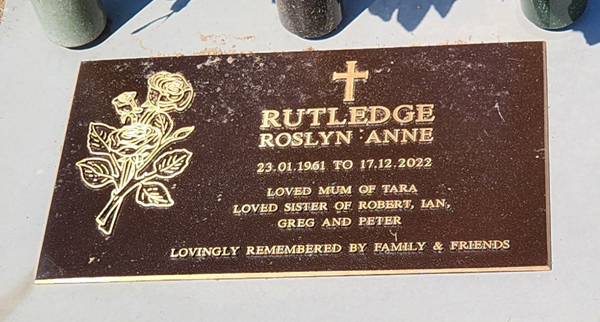 RUTLEDGE
ROSLYN ANNE
23.01.1961 TO 17.12.2022
LOVED MUM OF TARA
LOVED SISTER OF ROBERT, IAN,
GREG AND PETER
LOVINGLY REMEMBERED BY FAMILY & FRIENDS